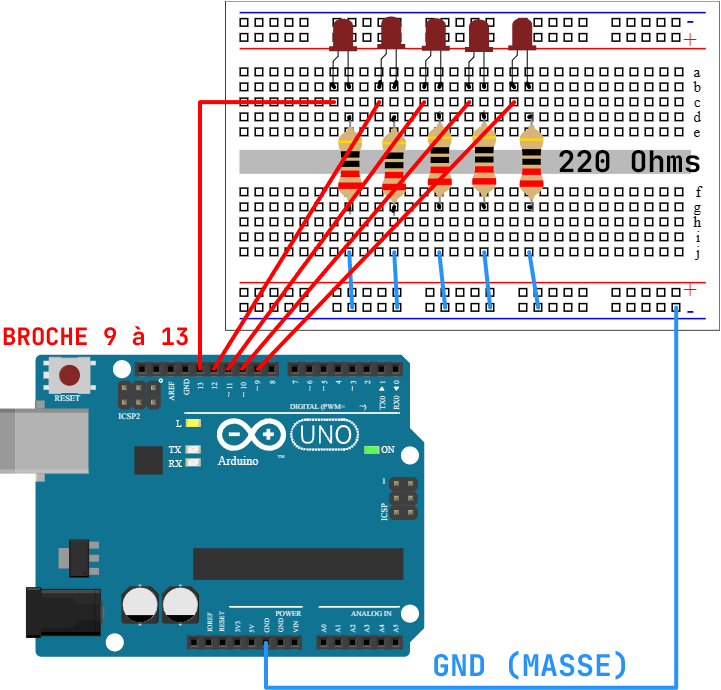 -
+
a
b
c
d
e
220 Ohms
f
g
h
i
j
+
-
BROCHE 9 à 13
RESET
ICSP2
AREF
GND
13
12
~11
~10
~9
8
7
~6
~5
4
~3
2
TX0 ▶ 1
RX0 ◀ 0
DIGITAL (PWM= ~)
L
TX
RX
UNO
Arduino
™
ON
1
ICSP
POWER
ANALOG IN
IOREF
RESET
3V3
5V
GND
GND
VIN
A0
A1
A2
A3
A4
A5
GND (MASSE)